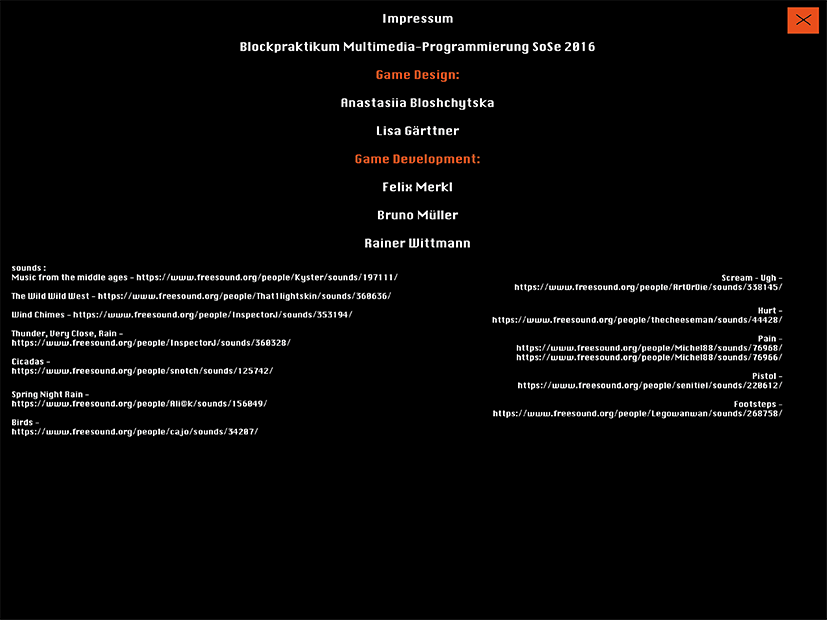 Impressum
Blockpraktikum Multimedia-Programmierung SoSe 2016
Game Design:
Anastasiia Bloshchytska
Lisa Gärttner
Game Development:
Felix Merkl
Bruno Müller
Rainer Wittmann
sounds :
Music from the middle ages - https://www.freesound.org/people/Kyster/sounds/197111/
The Wild Wild West - https://www.freesound.org/people/That1lightskin/sounds/360636/
Wind Chimes - https://www.freesound.org/people/InspectorJ/sounds/353194/
Thunder, Very Close, Rain -
https://www.freesound.org/people/InspectorJ/sounds/360328/
Cicadas -
https://www.freesound.org/people/snotch/sounds/125742/
Spring Night Rain -
https://www.freesound.org/people/Ali@k/sounds/156049/
Birds -
https://www.freesound.org/people/cajo/sounds/34207/
Scream - Ugh -
https://www.freesound.org/people/ArtOrDie/sounds/338145/
Hurt -
https://www.freesound.org/people/thecheeseman/sounds/44428/
Pain -
https://www.freesound.org/people/Michel88/sounds/76968/
https://www.freesound.org/people/Michel88/sounds/76966/
Pistol -
https://www.freesound.org/people/senitiel/sounds/220612/
Footsteps -
https://www.freesound.org/people/Legowanwan/sounds/268758/